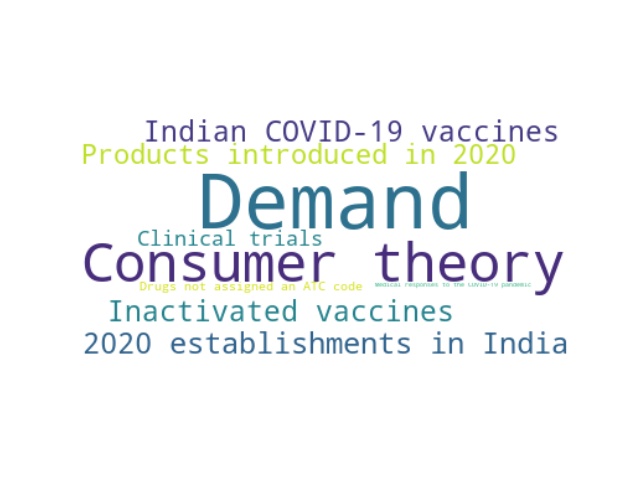 Indian COVID-19 vaccines
Products introduced in 2020
Demand
Clinical trials
Consumer theory
Drugs not assigned an ATC code
Medical responses to the COVID-19 pandemic
Inactivated vaccines
2020 establishments in India